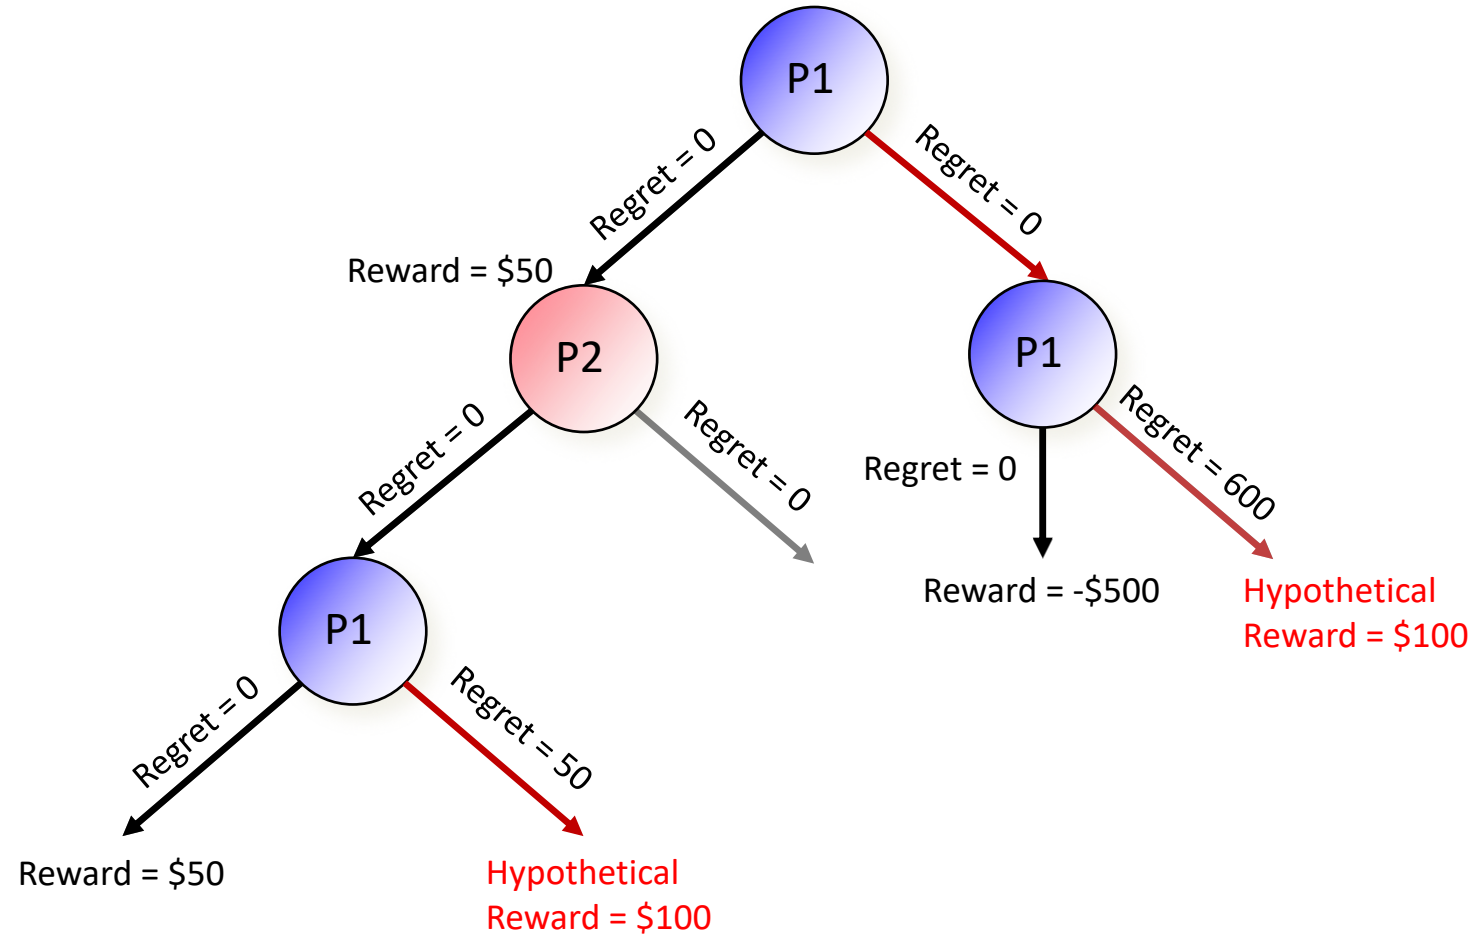 P1
Regret = 0
Regret = 0
Reward = $50
P2
P1
Regret = 0
Regret = 0
Regret = 0
Regret = 600
Reward = -$500
Hypothetical
Reward = $100
P1
Regret = 0
Regret = 50
Reward = $50
Hypothetical
Reward = $100